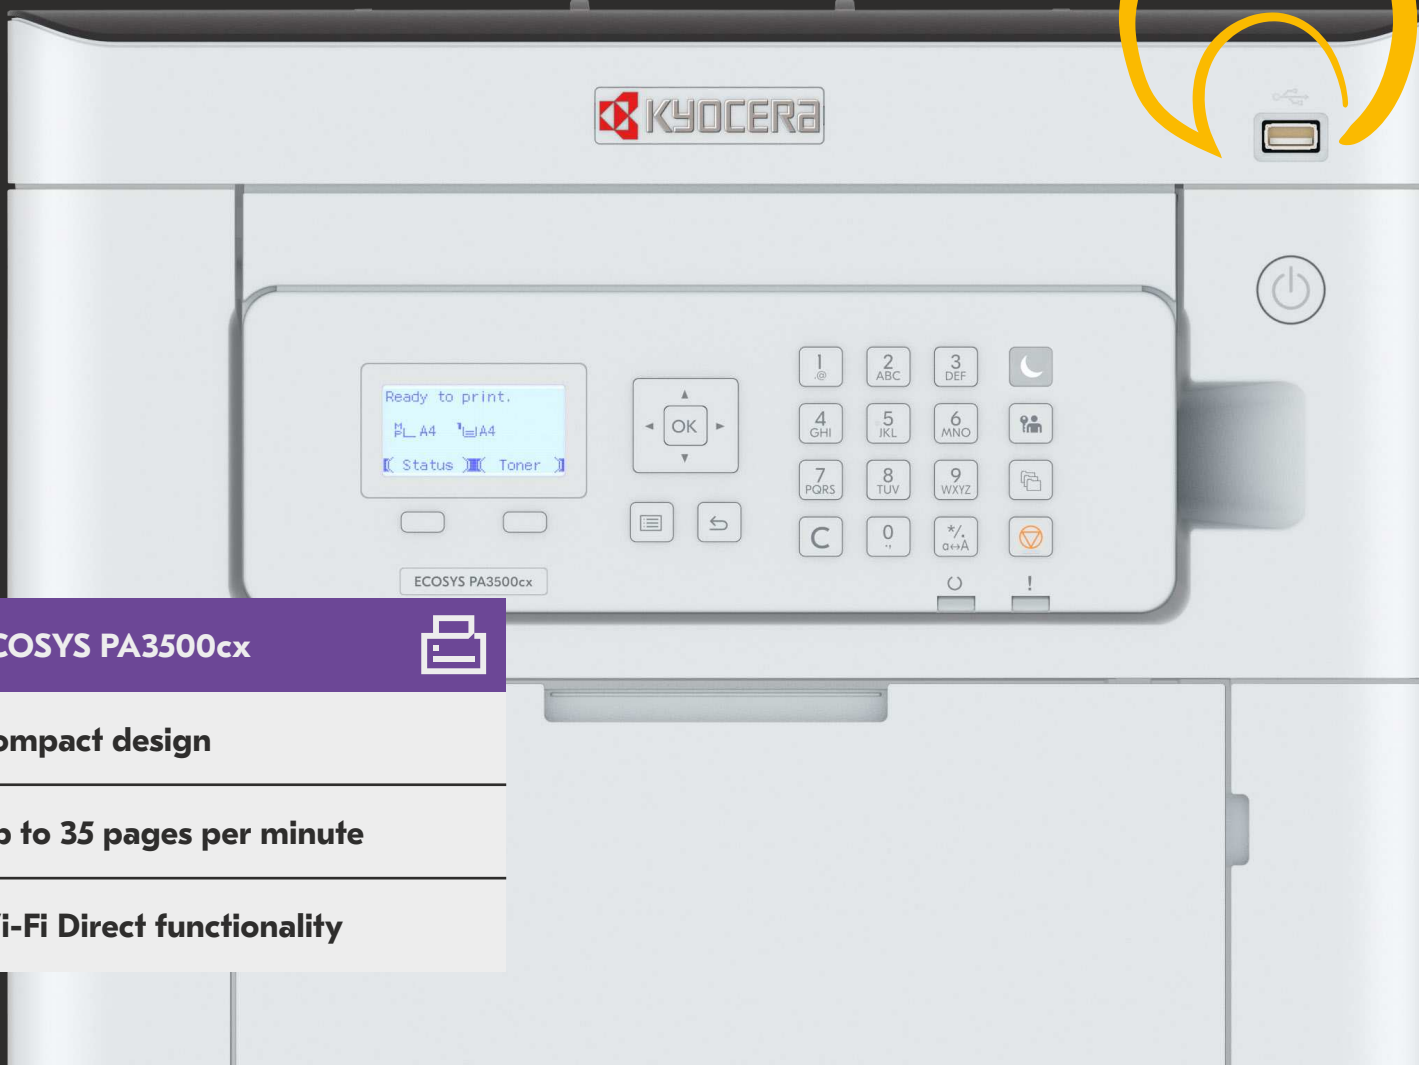 KYOCERA
Ready to print.
MP A4 1 A4
Status Toner
OK
1 .@
2 ABC
3 DEF
4 GHI
5 JKL
6 MNO
7 PQRS
8 TUV
9 WXYZ
C
0 .,
*/. a↔A
!
ECOSYS PA3500cx
COSYS PA3500cx
ompact design
p to 35 pages per minute
i-Fi Direct functionality